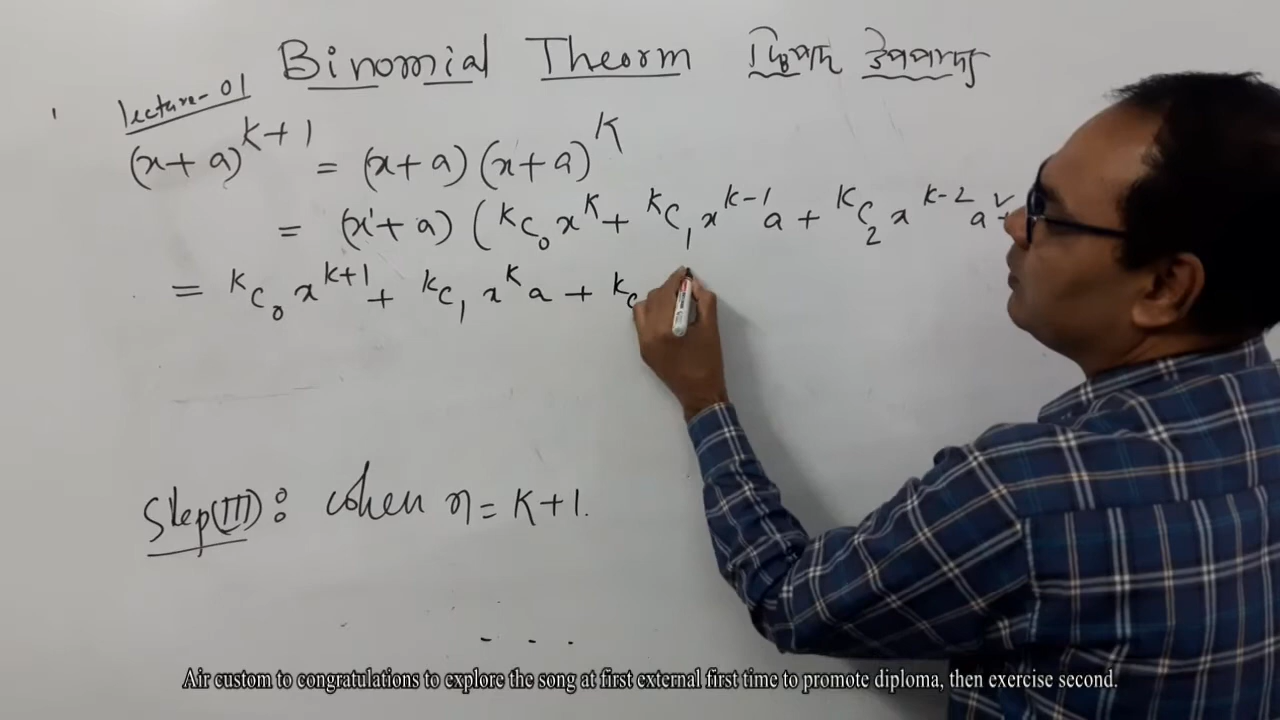 Binomial Theorm দ্বিপদ উপপাদ্য
lecture-01
(x+a)^{k+1} = (x+a)(x+a)^k
= (x+a)(ᵏC₀x^k + ᵏC₁x^{k-1}a + ᵏC₂x^{k-2}a²+
= ᵏC₀x^{k+1} + ᵏC₁x^k a + ᵏC
Step(III): when n = K+1.
Air custom to congratulations to explore the song at first external first time to promote diploma, then exercise second.